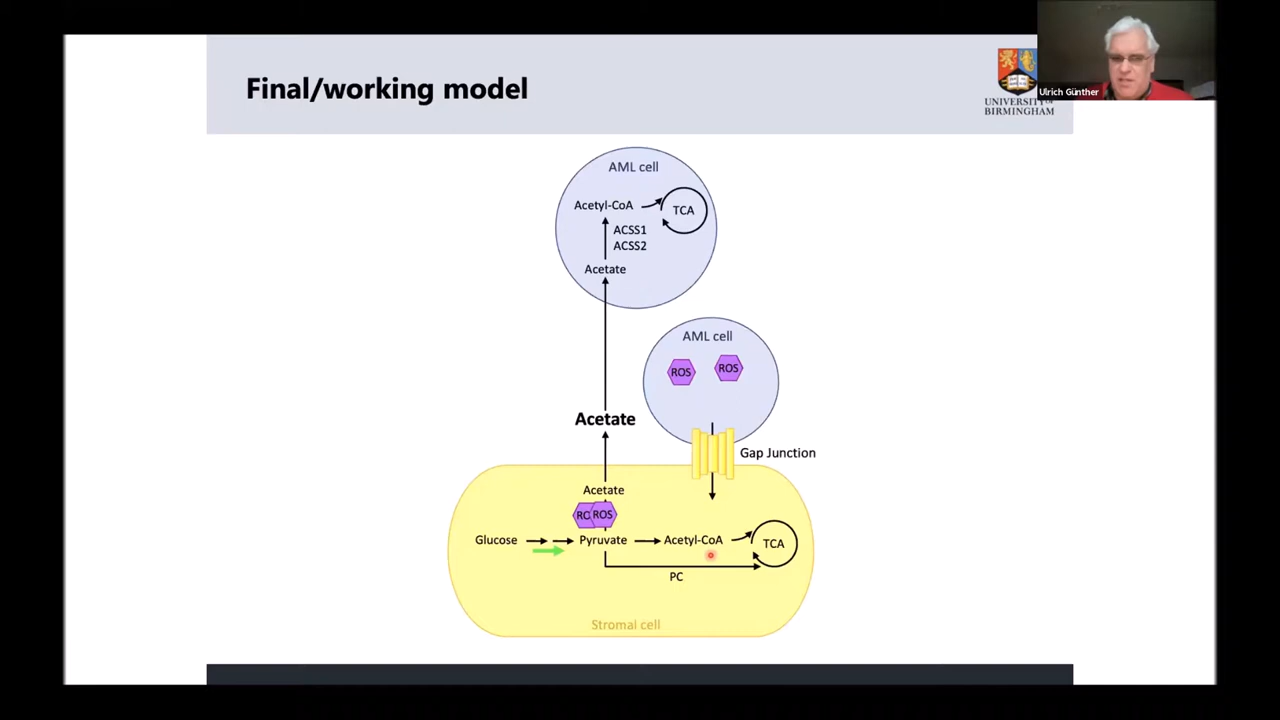 Final/working model
UNIVERSITY OF
BIRMINGHAM
Ulrich Günther
AML cell
Acetyl-CoA
TCA
ACSS1
ACSS2
Acetate
AML cell
ROS
ROS
Acetate
Gap Junction
Acetate
ROS
Glucose
Pyruvate
Acetyl-CoA
TCA
PC
Stromal cell